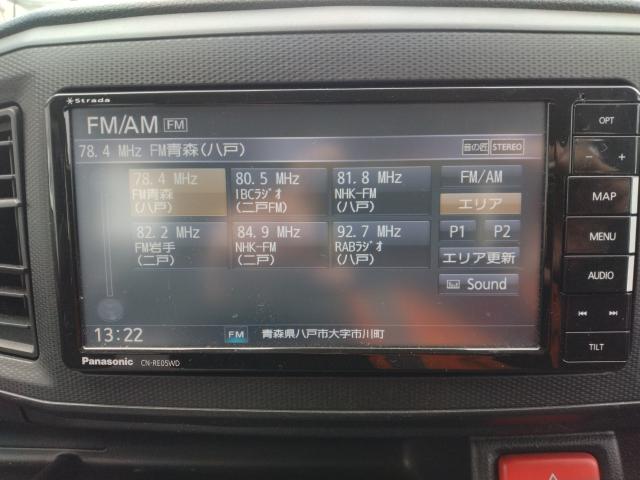 Strada
FM/AM FM
78.4 MHz FM青森(八戸) 音の匠 STEREO
78.4 MHz
FM青森
(八戸)
80.5 MHz
IBCラジオ
(二戸FM)
81.8 MHz
NHK-FM
(八戸)
FM/AM
エリア
82.2 MHz
FM岩手
(二戸)
84.9 MHz
NHK-FM
(二戸)
92.7 MHz
RABラジオ
(八戸)
P1 P2
エリア更新
Sound
13:22 FM 青森県八戸市大字市川町
Panasonic CN-RE05WD
OPT
- +
MAP
MENU
AUDIO
TILT